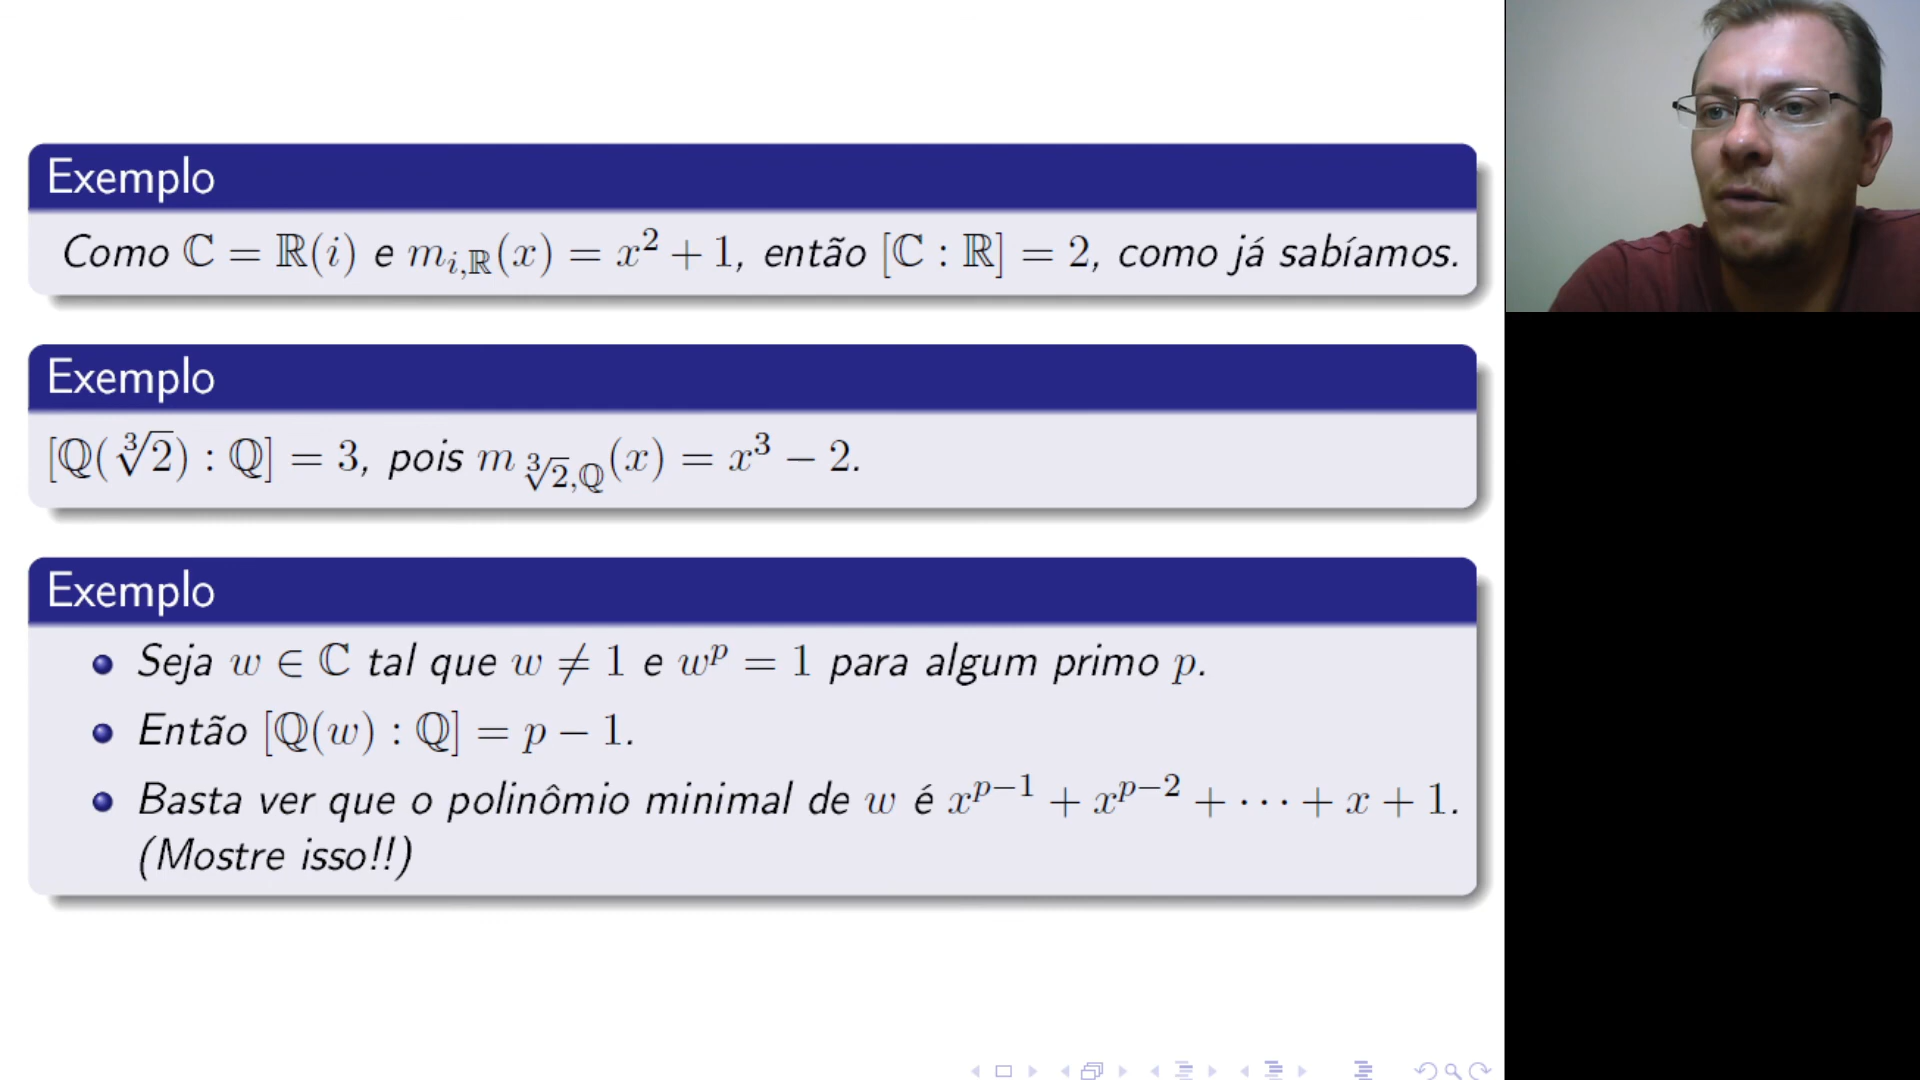 Exemplo
Como ℂ = ℝ(i) e m_{i,ℝ}(x) = x² + 1, então [ℂ : ℝ] = 2, como já sabíamos.
Exemplo
[ℚ(∛2) : ℚ] = 3, pois m_{∛2,ℚ}(x) = x³ − 2.
Exemplo
Seja w ∈ ℂ tal que w ≠ 1 e w^p = 1 para algum primo p.
Então [ℚ(w) : ℚ] = p − 1.
Basta ver que o polinômio minimal de w é x^{p−1} + x^{p−2} + ··· + x + 1.
(Mostre isso!!)